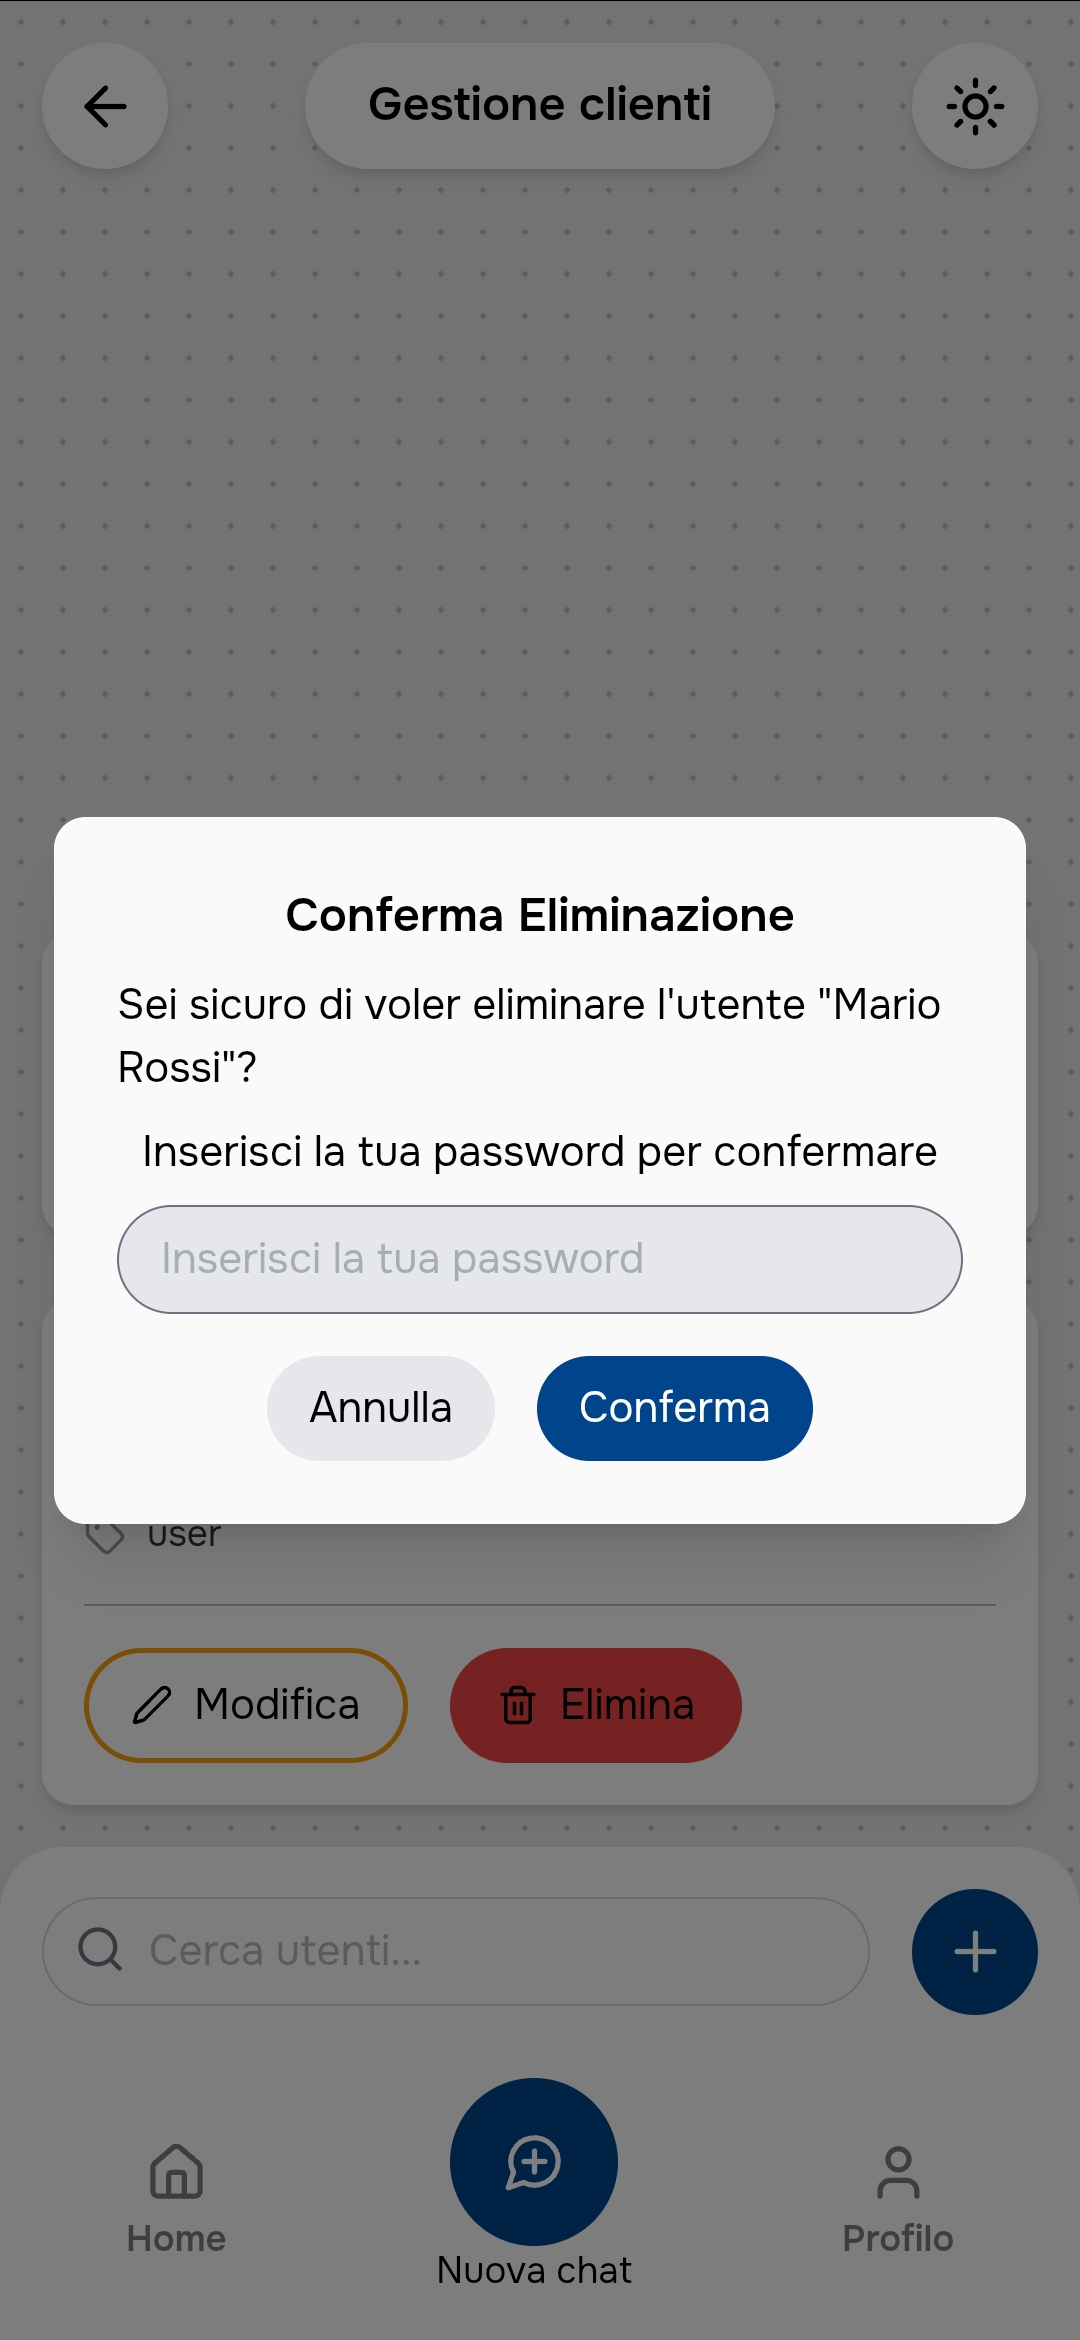 Gestione clienti
Conferma Eliminazione
Sei sicuro di voler eliminare l'utente "Mario
Rossi"?
Inserisci la tua password per confermare
Inserisci la tua password
Annulla
Conferma
user
Modifica
Elimina
Cerca utenti...
Home
Nuova chat
Profilo